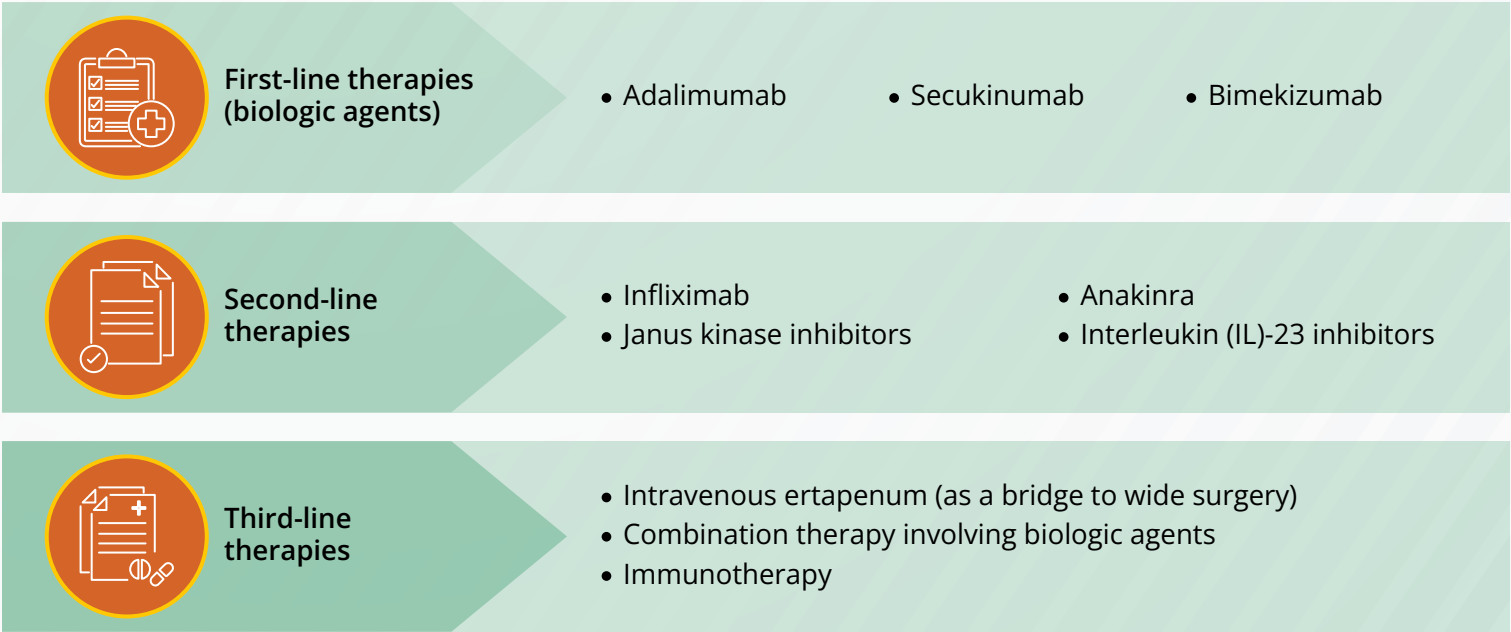 First-line therapies
(biologic agents)
• Adalimumab
• Secukinumab
• Bimekizumab
Second-line
therapies
• Infliximab
• Janus kinase inhibitors
• Anakinra
• Interleukin (IL)-23 inhibitors
Third-line
therapies
• Intravenous ertapenum (as a bridge to wide surgery)
• Combination therapy involving biologic agents
• Immunotherapy